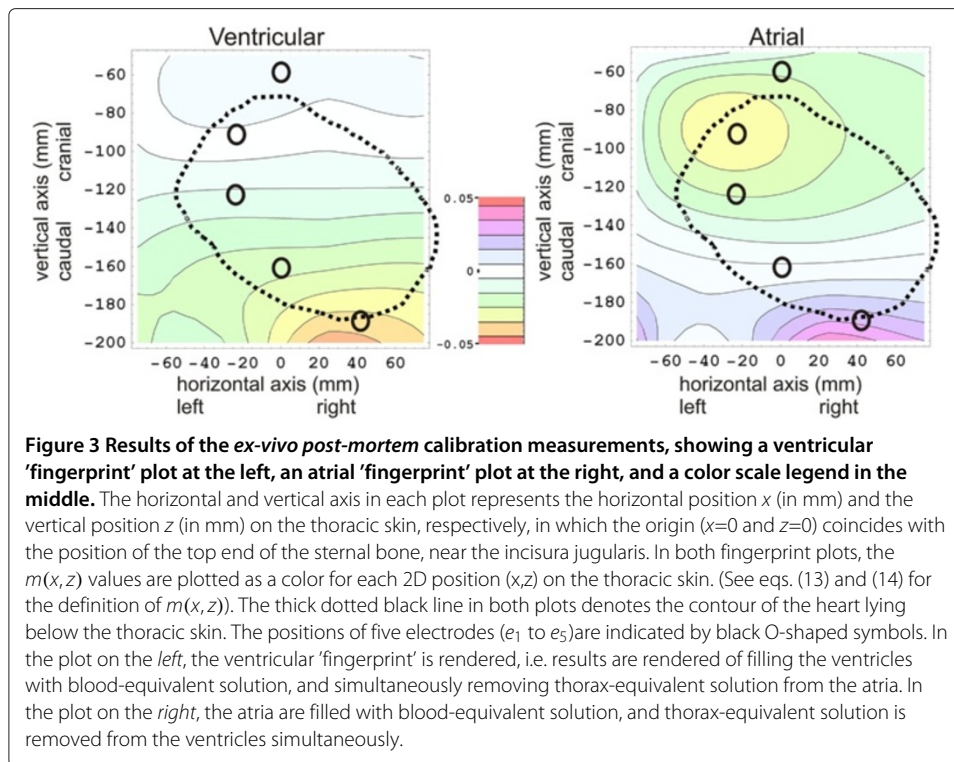 Ventricular
Atrial
-60
-80
-100
-120
-140
-160
-180
-200
vertical axis (mm)
caudal cranial
-60 -40 -20 0 20 40 60
horizontal axis (mm)
left right
0.05
0
-0.05
-60
-80
-100
-120
-140
-160
-180
-200
vertical axis (mm)
caudal cranial
-60 -40 -20 0 20 40 60
horizontal axis (mm)
left right
Figure 3 Results of the ex-vivo post-mortem calibration measurements, showing a ventricular
'fingerprint' plot at the left, an atrial 'fingerprint' plot at the right, and a color scale legend in the
middle. The horizontal and vertical axis in each plot represents the horizontal position x (in mm) and the
vertical position z (in mm) on the thoracic skin, respectively, in which the origin (x=0 and z=0) coincides with
the position of the top end of the sternal bone, near the incisura jugularis. In both fingerprint plots, the
m(x, z) values are plotted as a color for each 2D position (x,z) on the thoracic skin. (See eqs. (13) and (14) for
the definition of m(x, z)). The thick dotted black line in both plots denotes the contour of the heart lying
below the thoracic skin. The positions of five electrodes (e1 to e5)are indicated by black O-shaped symbols. In
the plot on the left, the ventricular 'fingerprint' is rendered, i.e. results are rendered of filling the ventricles
with blood-equivalent solution, and simultaneously removing thorax-equivalent solution from the atria. In
the plot on the right, the atria are filled with blood-equivalent solution, and thorax-equivalent solution is
removed from the ventricles simultaneously.